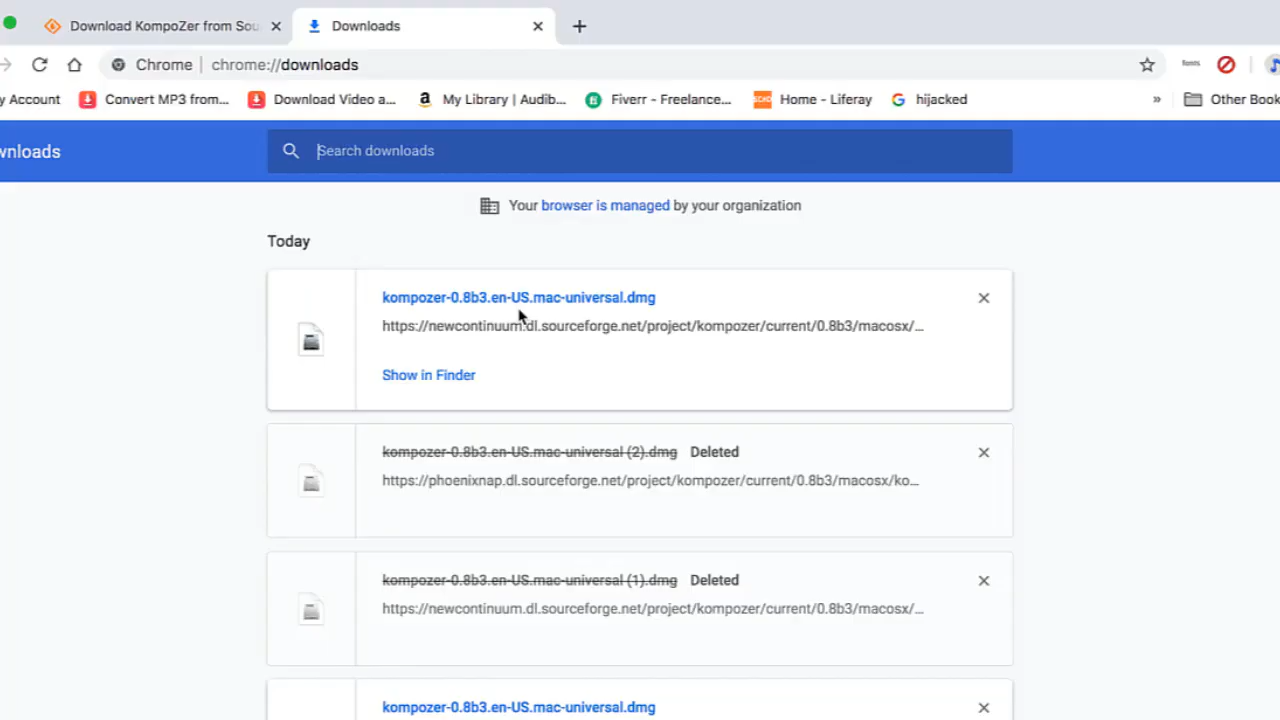 Download KompoZer from Sou
Downloads
Chrome
chrome://downloads
fonts
y Account
Convert MP3 from...
Download Video a...
My Library | Audib...
Fiverr - Freelance...
Home - Liferay
hijacked
»
Other Book
wnloads
Search downloads
Your browser is managed by your organization
Today
kompozer-0.8b3.en-US.mac-universal.dmg
https://newcontinuum.dl.sourceforge.net/project/kompozer/current/0.8b3/macosx/...
Show in Finder
kompozer-0.8b3.en-US.mac-universal (2).dmg Deleted
https://phoenixnap.dl.sourceforge.net/project/kompozer/current/0.8b3/macosx/ko...
kompozer-0.8b3.en-US.mac-universal (1).dmg Deleted
https://newcontinuum.dl.sourceforge.net/project/kompozer/current/0.8b3/macosx/...
kompozer-0.8b3.en-US.mac-universal.dmg